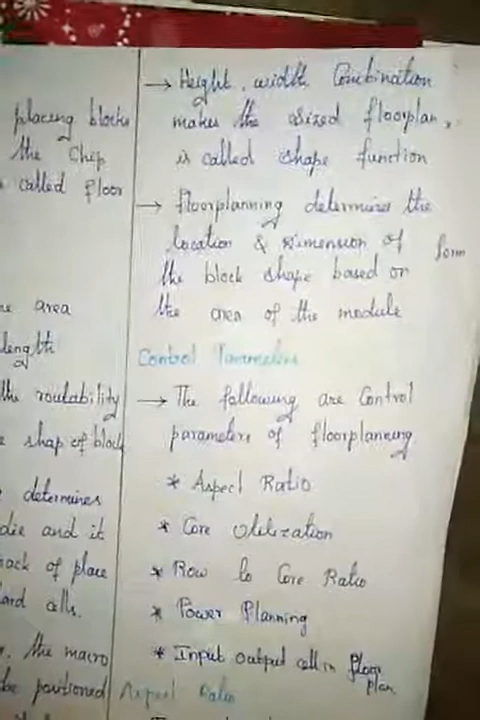 placing blocks
the Chip
called floor
area
length
the routability
shap of block
determines
die and it
of place
cells.
the macro
be positioned
→ Height, width Combination
makes the sized floorplan,
is called shape function
→ floorplanning determines the
location & dimension of form
the block shape based on
the area of the module
Control Parameters
→ The following are Control
parameters of floorplanning
* Aspect Ratio
* Core Utilization
* Row to Core Ratio
* Power Planning
* Input output cell in floor
plan
Aspect Ratio